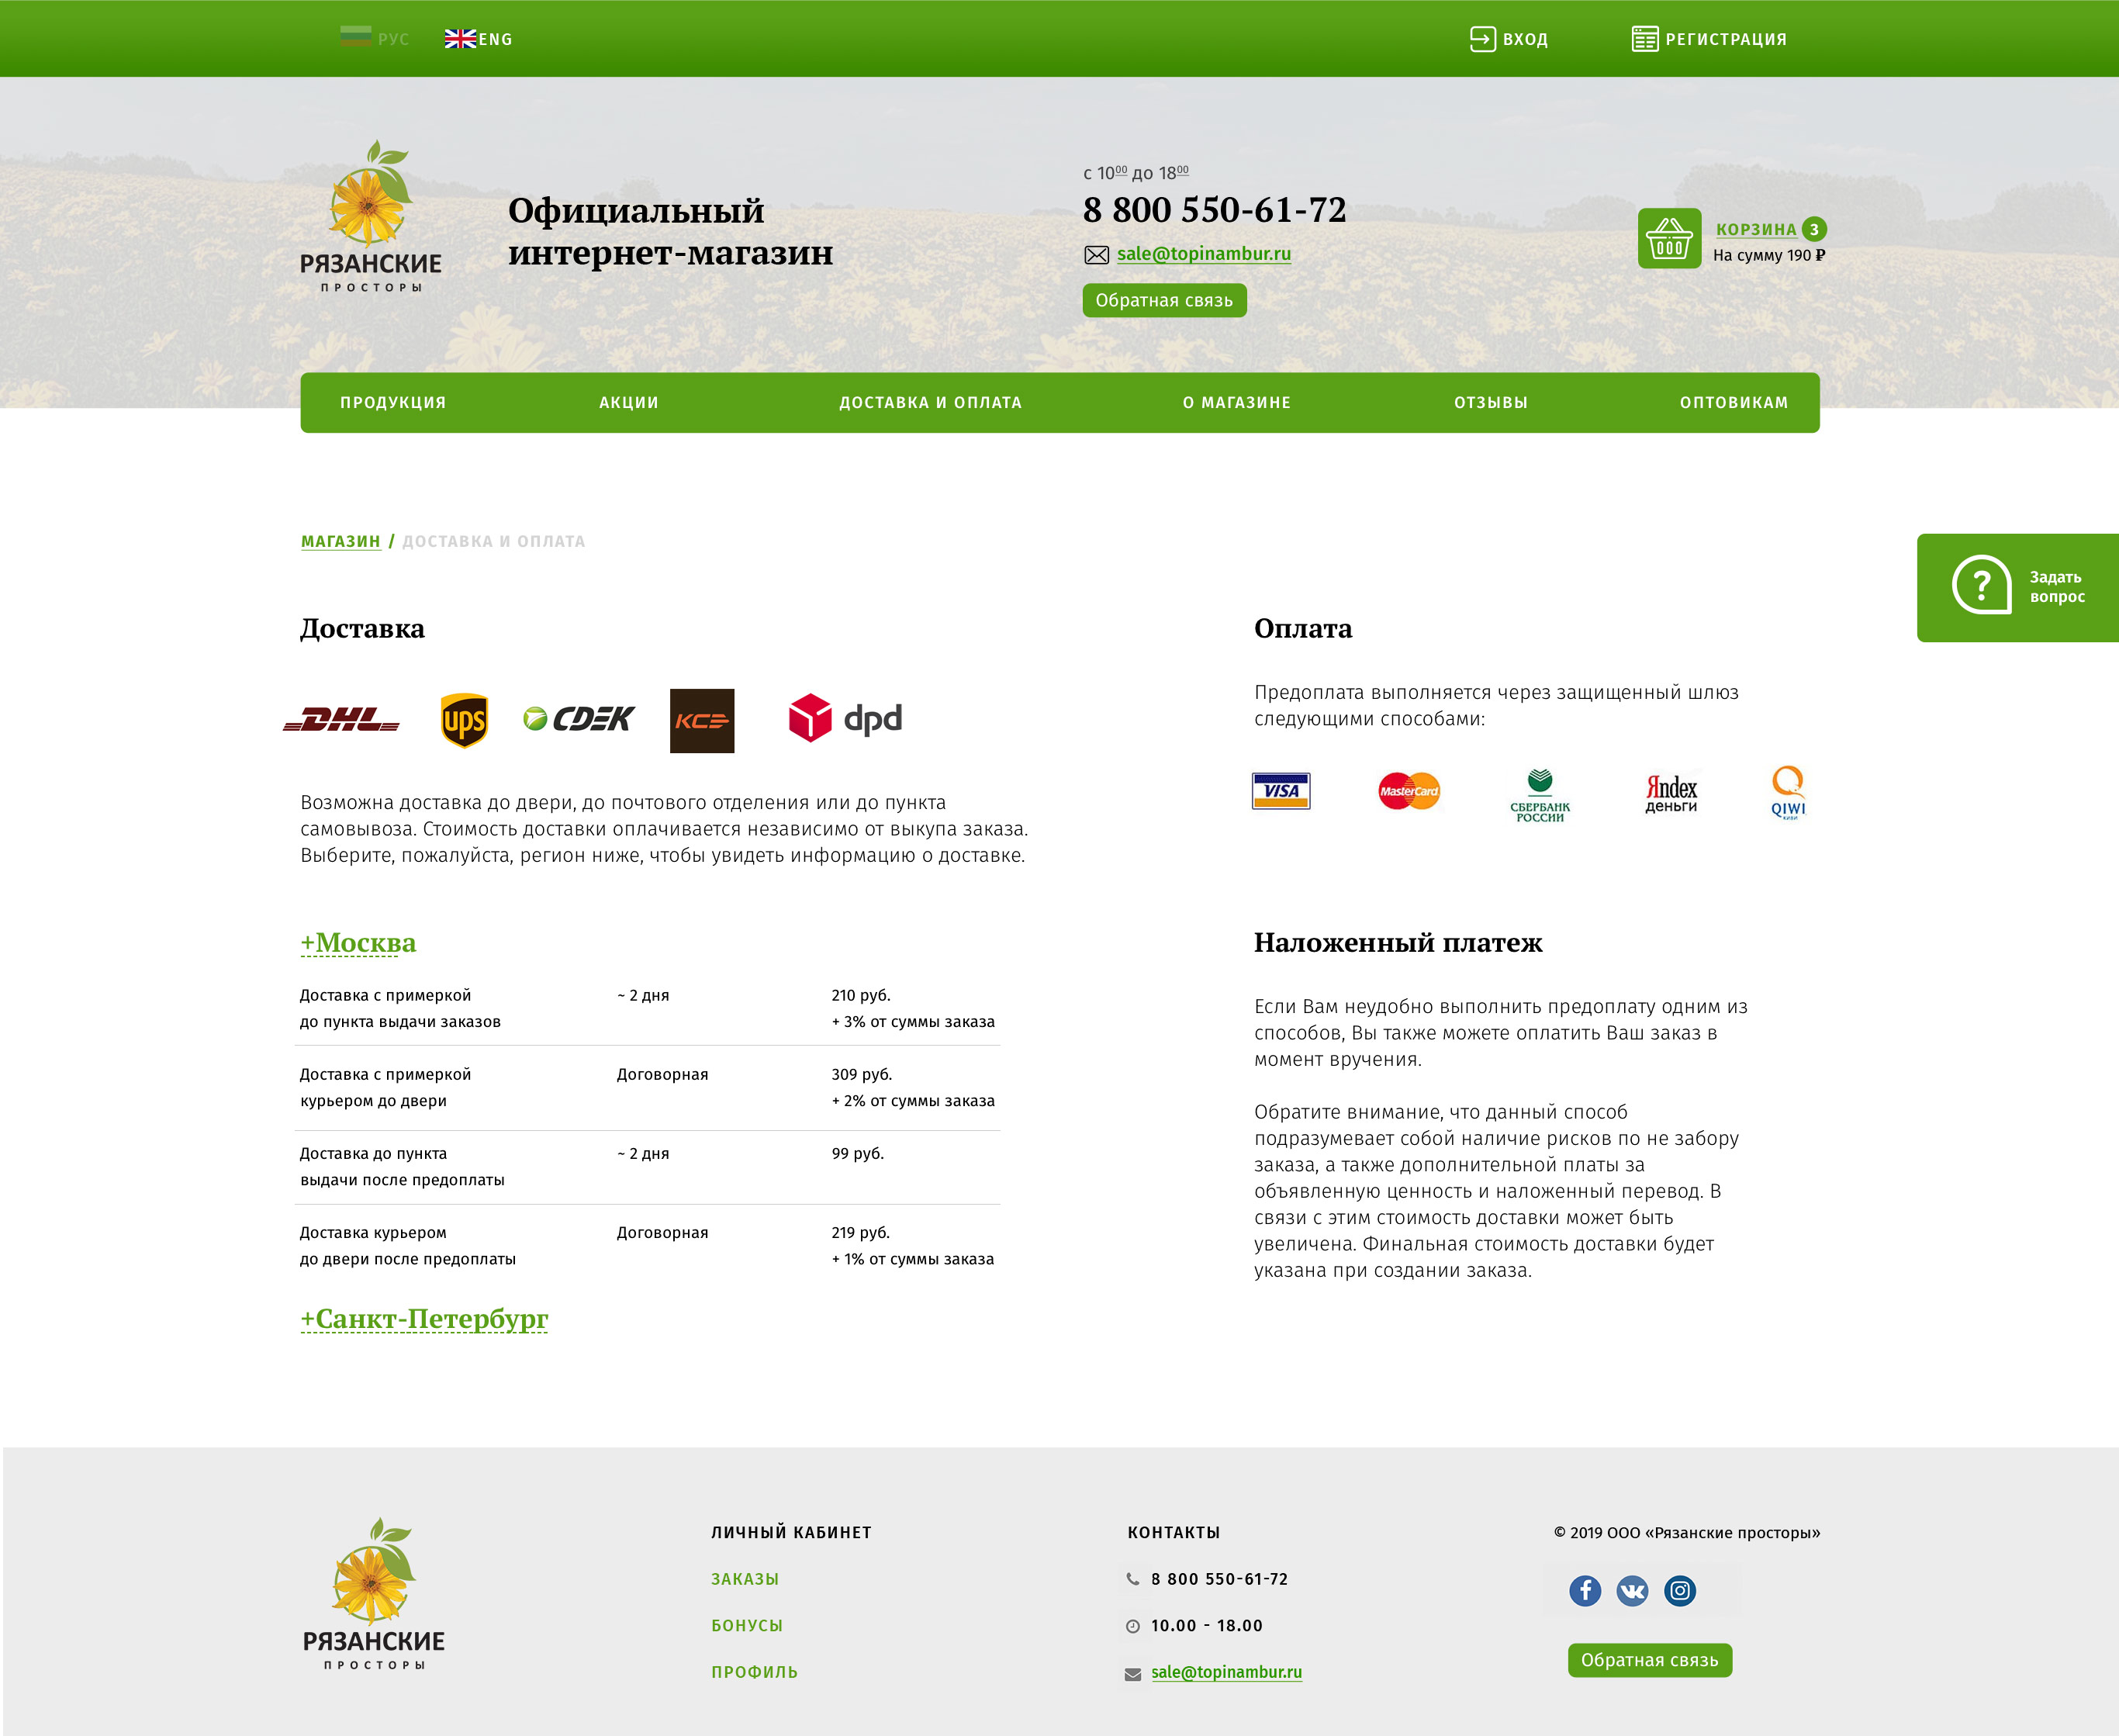 РУС
ENG
ВХОД
РЕГИСТРАЦИЯ
РЯЗАНСКИЕ
ПРОСТОРЫ
Официальный
интернет-магазин
с 10⁰⁰ до 18⁰⁰
8 800 550-61-72
sale@topinambur.ru
Обратная связь
КОРЗИНА 3
На сумму 190 ₽
ПРОДУКЦИЯ
АКЦИИ
ДОСТАВКА И ОПЛАТА
О МАГАЗИНЕ
ОТЗЫВЫ
ОПТОВИКАМ
МАГАЗИН / ДОСТАВКА И ОПЛАТА
?
Задать
вопрос
Доставка
DHL
ups
CDEK
КСЭ
dpd
Возможна доставка до двери, до почтового отделения или до пункта
самовывоза. Стоимость доставки оплачивается независимо от выкупа заказа.
Выберите, пожалуйста, регион ниже, чтобы увидеть информацию о доставке.
+Москва
Доставка с примеркой
до пункта выдачи заказов
~ 2 дня
210 руб.
+ 3% от суммы заказа
Доставка с примеркой
курьером до двери
Договорная
309 руб.
+ 2% от суммы заказа
Доставка до пункта
выдачи после предоплаты
~ 2 дня
99 руб.
Доставка курьером
до двери после предоплаты
Договорная
219 руб.
+ 1% от суммы заказа
+Санкт-Петербург
Оплата
Предоплата выполняется через защищенный шлюз
следующими способами:
VISA
MasterCard
СБЕРБАНК
РОССИИ
Яndex
деньги
QIWI
киви
Наложенный платеж
Если Вам неудобно выполнить предоплату одним из
способов, Вы также можете оплатить Ваш заказ в
момент вручения.
Обратите внимание, что данный способ
подразумевает собой наличие рисков по не забору
заказа, а также дополнительной платы за
объявленную ценность и наложенный перевод. В
связи с этим стоимость доставки может быть
увеличена. Финальная стоимость доставки будет
указана при создании заказа.
РЯЗАНСКИЕ
ПРОСТОРЫ
ЛИЧНЫЙ КАБИНЕТ
ЗАКАЗЫ
БОНУСЫ
ПРОФИЛЬ
КОНТАКТЫ
8 800 550-61-72
10.00 - 18.00
sale@topinambur.ru
© 2019 ООО «Рязанские просторы»
Обратная связь